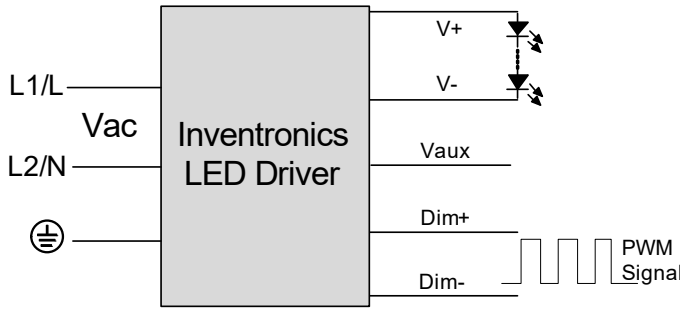 L1/L
Vac
L2/N
Inventronics
LED Driver
V+
V-
Vaux
Dim+
Dim-
PWM
Signal